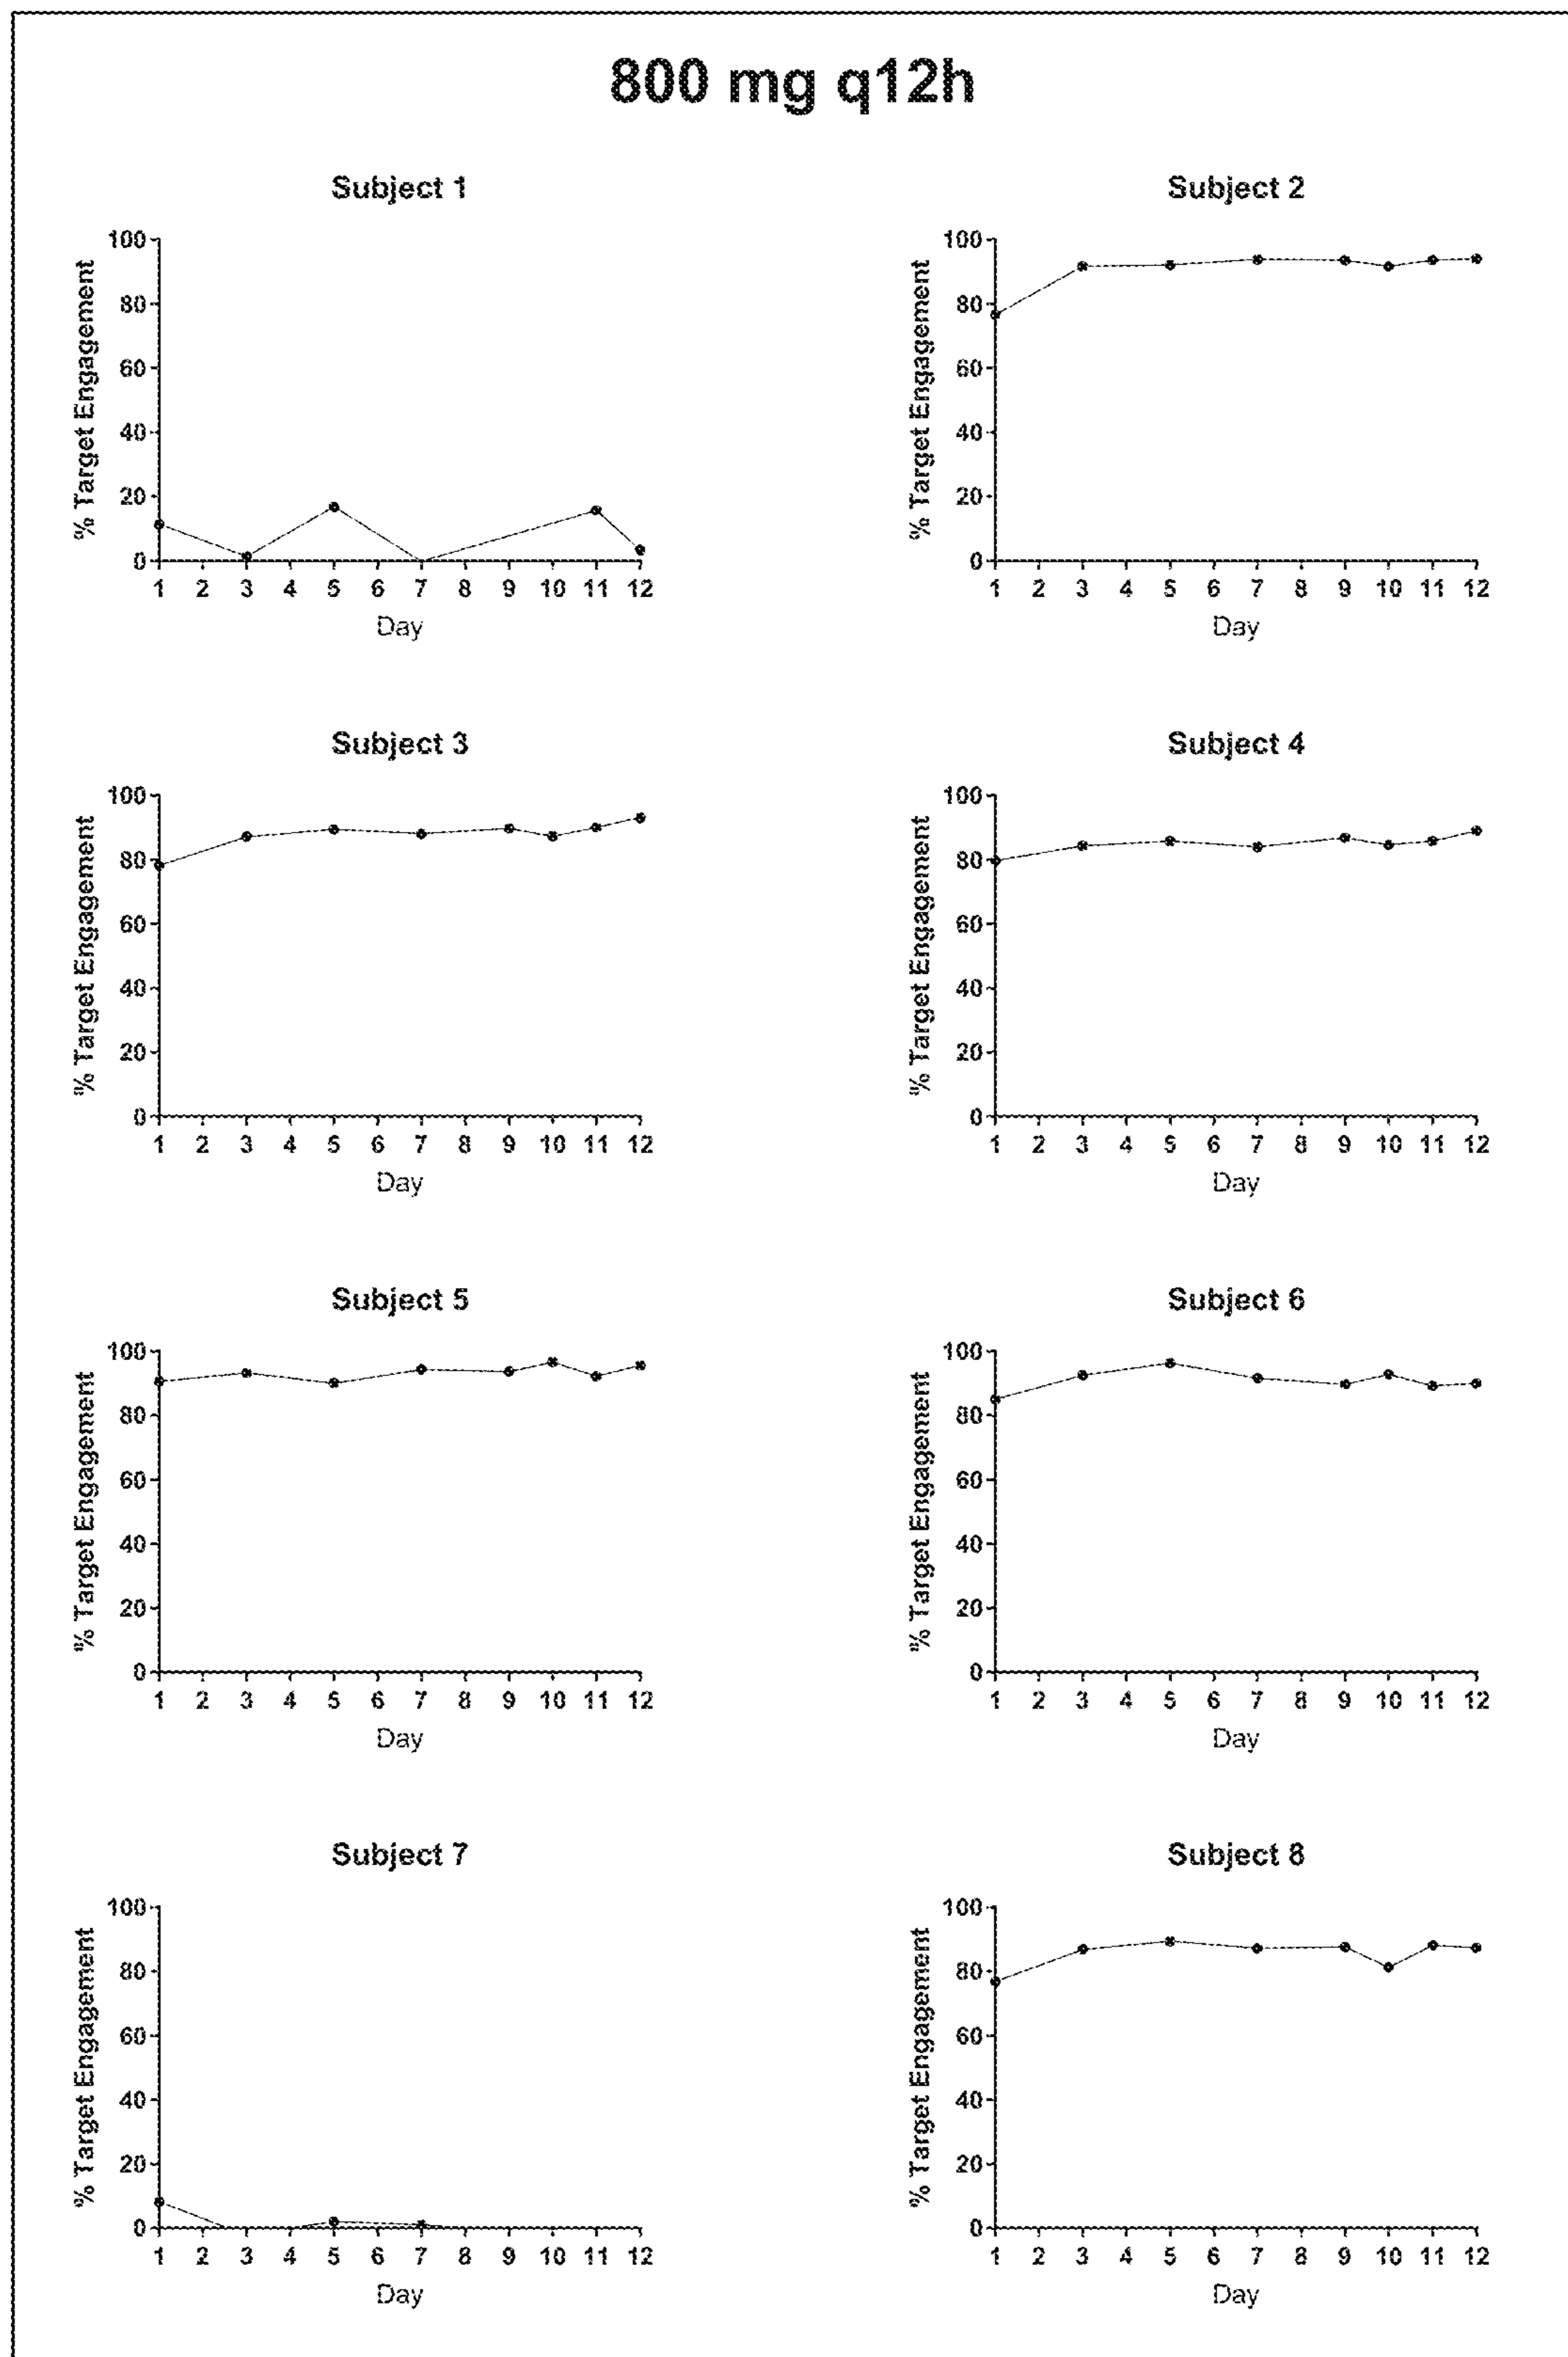 800 mg q12h
Subject 1
% Target Engagement
100
80
60
40
20
0
1 2 3 4 5 6 7 8 9 10 11 12
Day
Subject 2
% Target Engagement
100
80
60
40
20
0
1 2 3 4 5 6 7 8 9 10 11 12
Day
Subject 3
% Target Engagement
100
80
60
40
20
0
1 2 3 4 5 6 7 8 9 10 11 12
Day
Subject 4
% Target Engagement
100
80
60
40
20
0
1 2 3 4 5 6 7 8 9 10 11 12
Day
Subject 5
% Target Engagement
100
80
60
40
20
0
1 2 3 4 5 6 7 8 9 10 11 12
Day
Subject 6
% Target Engagement
100
80
60
40
20
0
1 2 3 4 5 6 7 8 9 10 11 12
Day
Subject 7
% Target Engagement
100
80
60
40
20
0
1 2 3 4 5 6 7 8 9 10 11 12
Day
Subject 8
% Target Engagement
100
80
60
40
20
0
1 2 3 4 5 6 7 8 9 10 11 12
Day